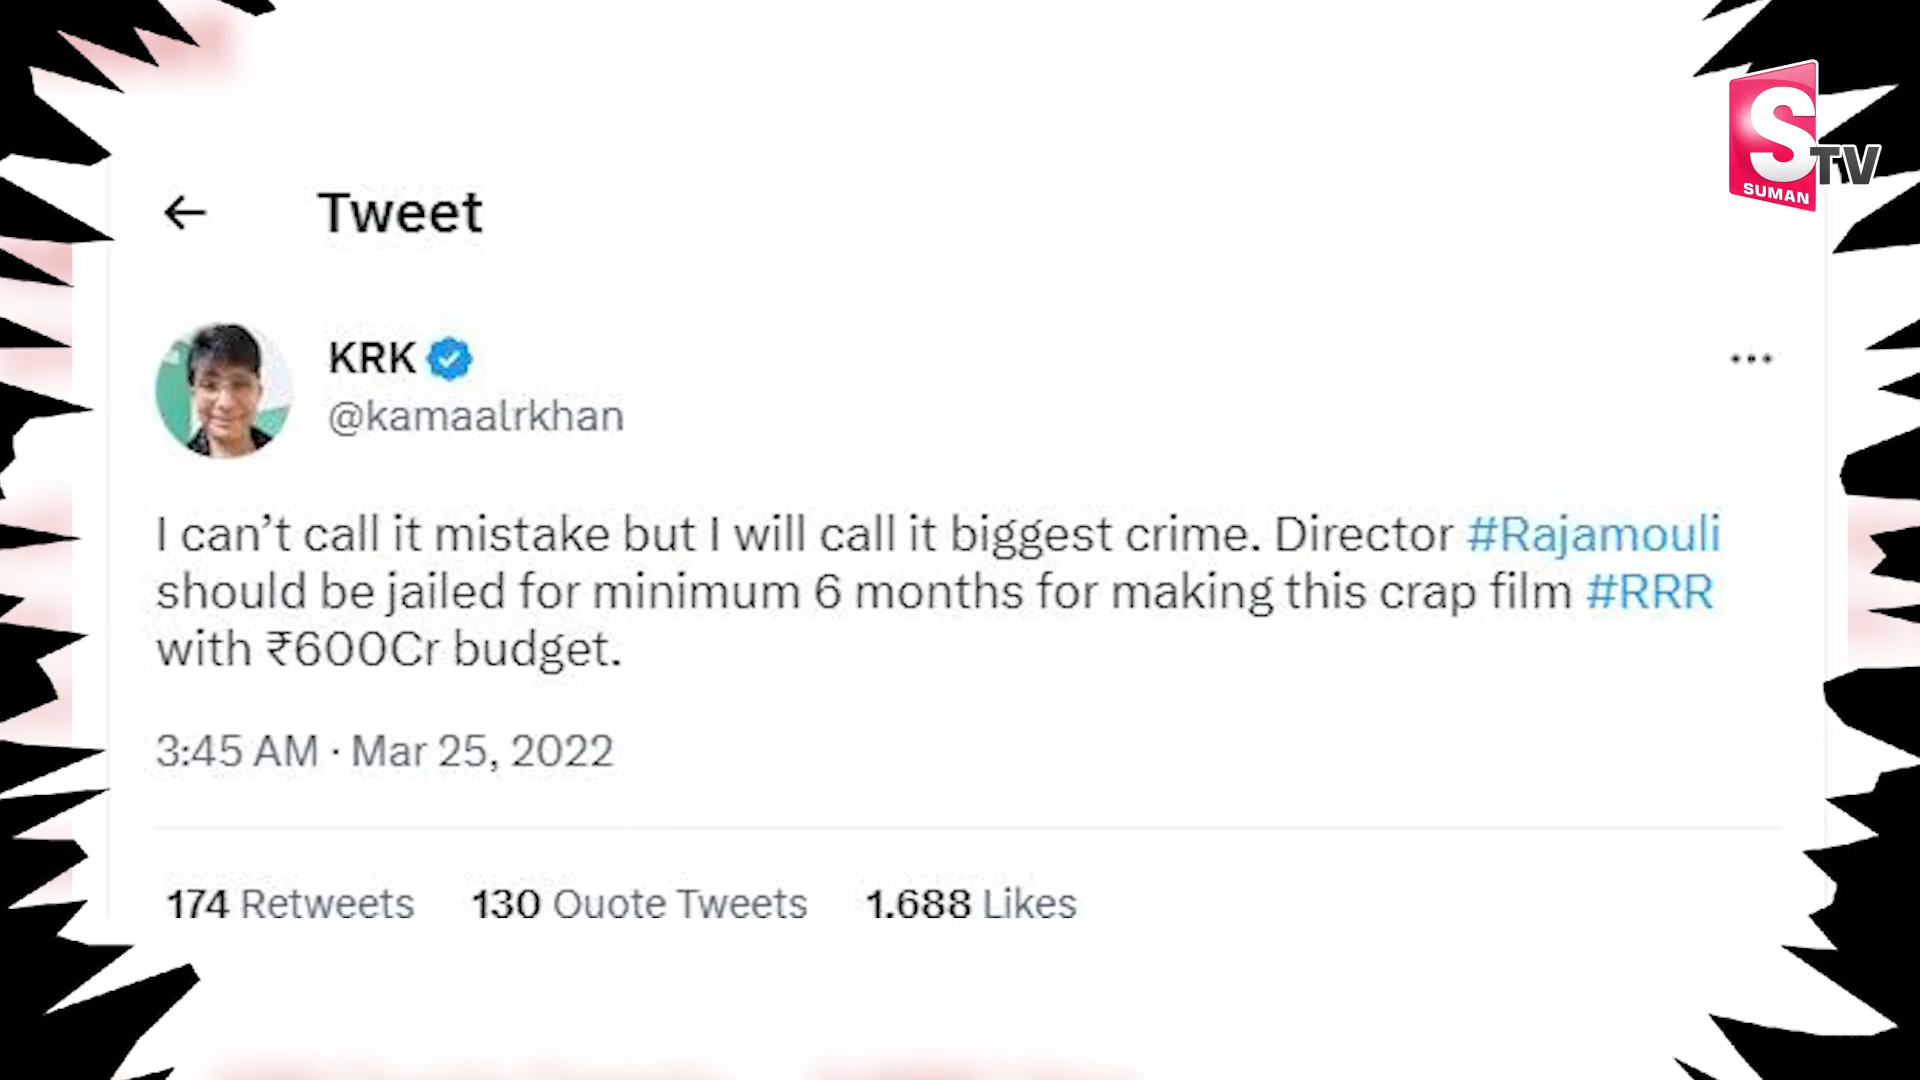 S
TV
SUMAN
Tweet
KRK
@kamaalrkhan
I can’t call it mistake but I will call it biggest crime. Director #Rajamouli
should be jailed for minimum 6 months for making this crap film #RRR
with ₹600Cr budget.
3:45 AM · Mar 25, 2022
174 Retweets 130 Quote Tweets 1.688 Likes